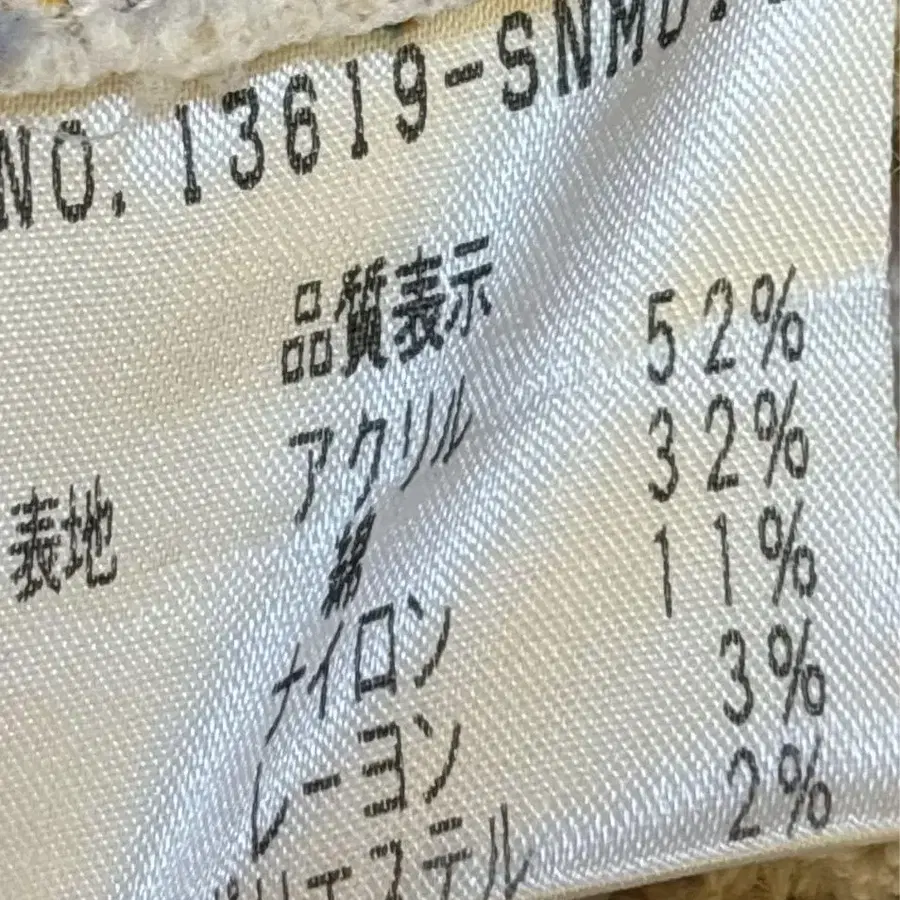 NO. 13619-SNM
品質表示
表地 アクリル 52%
綿 32%
ナイロン 11%
レーヨン 3%
ポリエステル 2%